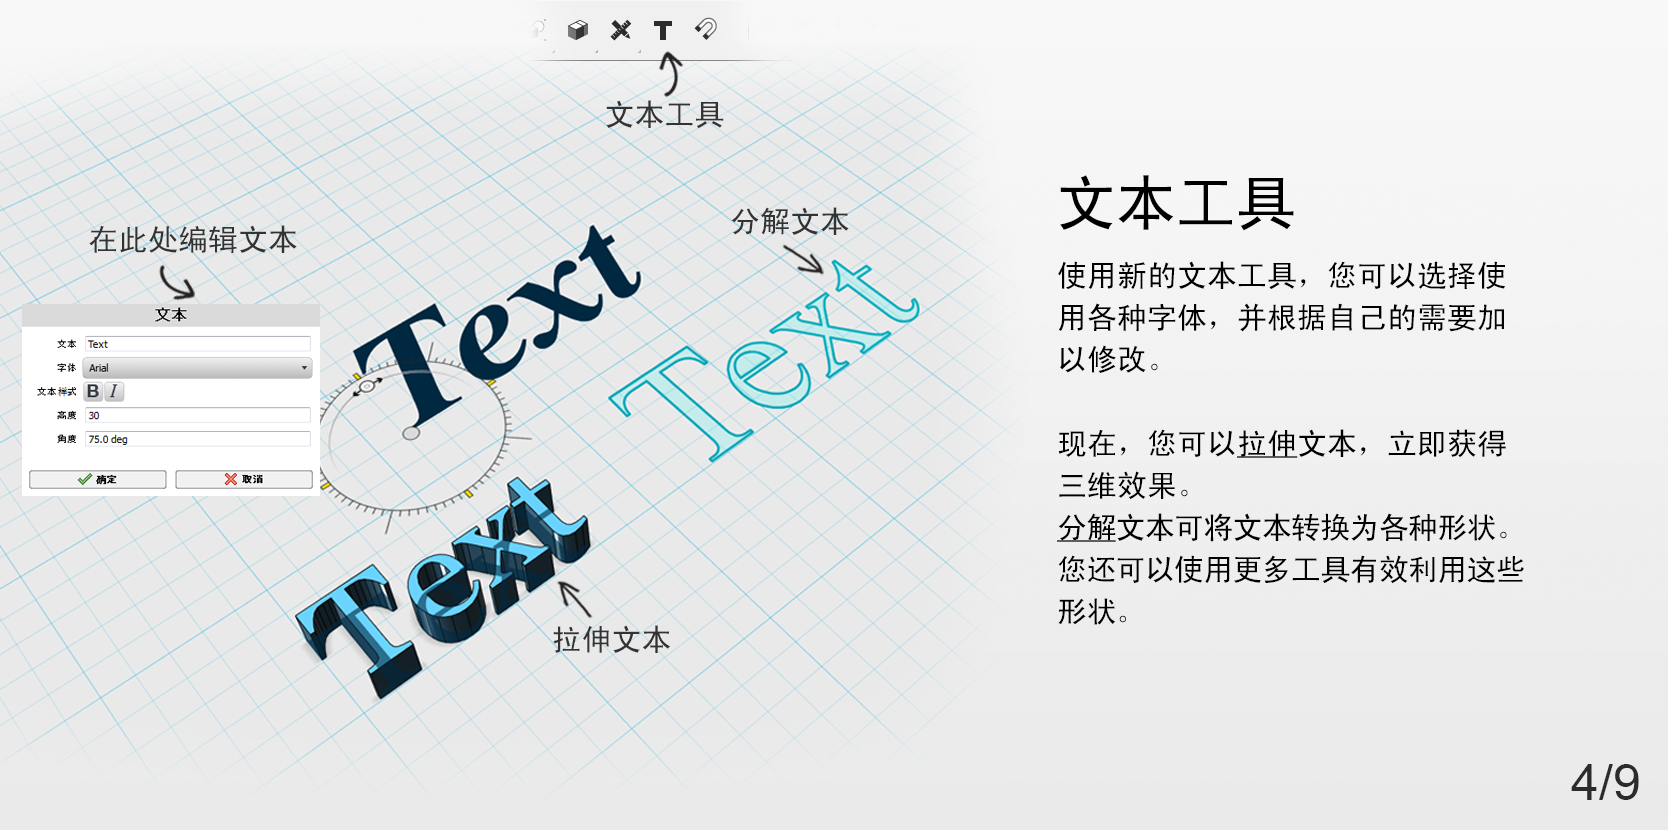 T
文本工具
在此处编辑文本
分解文本
文本
文本 Text
字体 Arial
文本样式 B I
高度 30
角度 75.0 deg
确定 取消
Text
Text
Text
拉伸文本
文本工具
使用新的文本工具，您可以选择使
用各种字体，并根据自己的需要加
以修改。
现在，您可以拉伸文本，立即获得
三维效果。
分解文本可将文本转换为各种形状。
您还可以使用更多工具有效利用这些
形状。
4/9